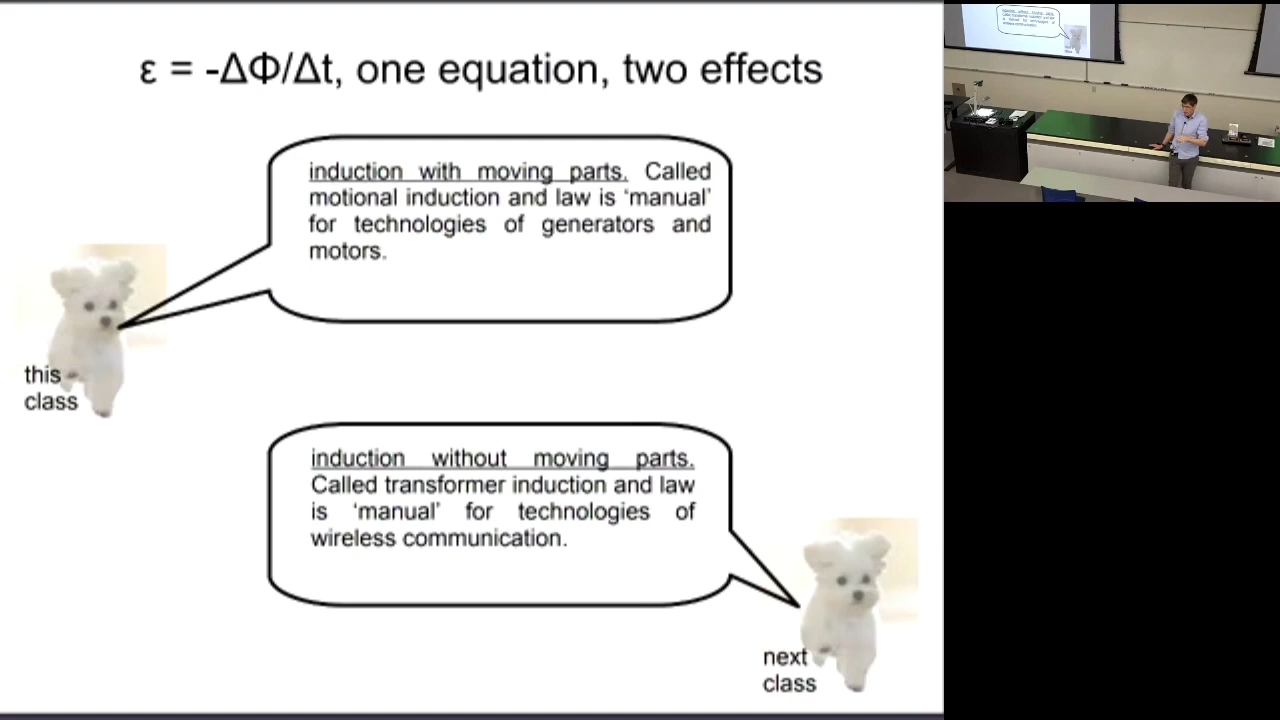 ε = -ΔΦ/Δt, one equation, two effects
induction with moving parts. Called
motional induction and law is ‘manual’
for technologies of generators and
motors.
this
class
induction without moving parts.
Called transformer induction and law
is ‘manual’ for technologies of
wireless communication.
next
class